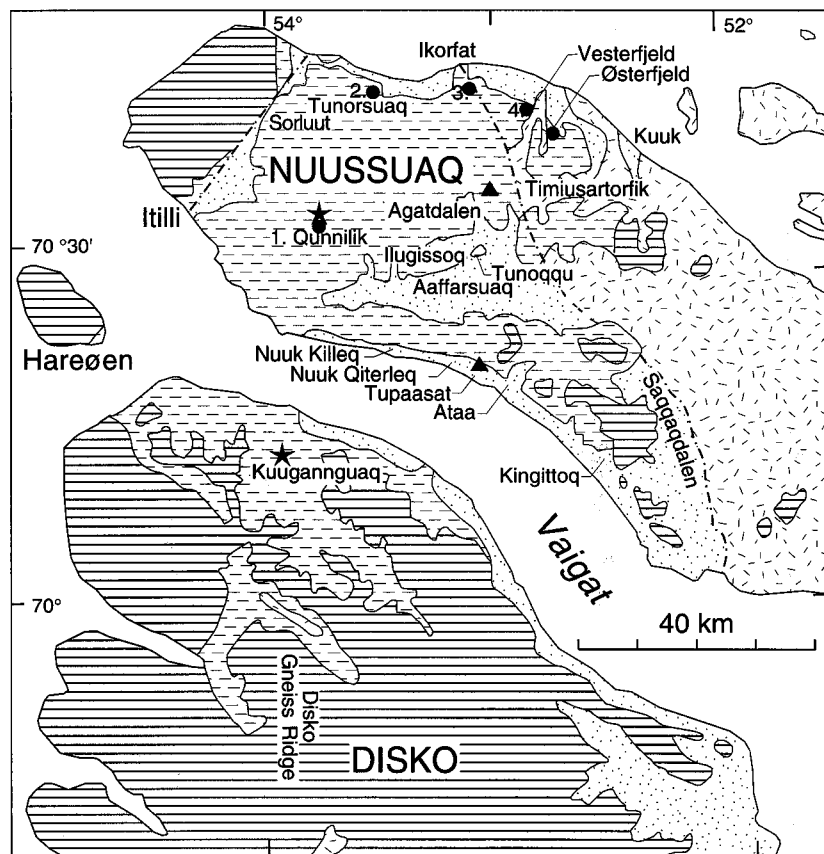 54°
52°
Ikorfat
Vesterfjeld
Østerfjeld
2.
3.
4.
Tunorsuaq
Sorluut
Kuuk
NUUSSUAQ
Timiusartorfik
Itilli
Agatdalen
1. Qunnilik
70 °30'
Ilugissoq
Tunoqqu
Aaffarsuaq
Hareøen
Nuuk Killeq
Nuuk Qiterleq
Tupaasat
Ataa
Saqqaqdalen
Kuugannguaq
Kingittoq
Vaigat
70°
40 km
Disko
Gneiss Ridge
DISKO